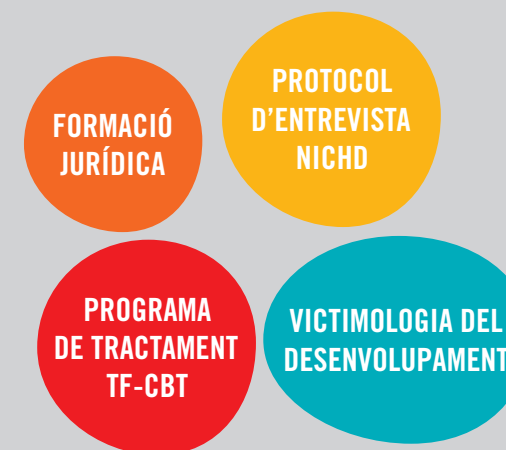 FORMACIÓ
JURÍDICA
PROTOCOL
D'ENTREVISTA
NICHD
PROGRAMA
DE TRACTAMENT
TF-CBT
VICTIMOLOGIA DEL
DESENVOLUPAMENT